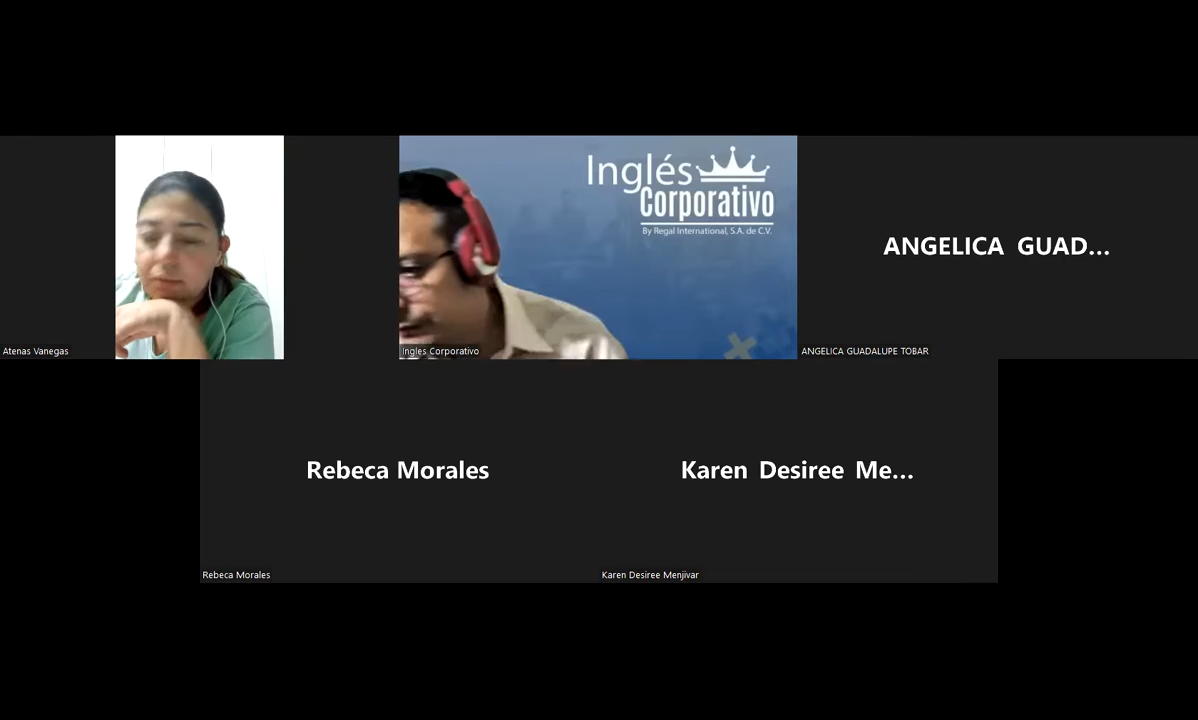 Inglés
Corporativo
By Regal International, S.A. de C.V.
ANGELICA GUAD...
Atenas Vanegas
Ingles Corporativo
ANGELICA GUADALUPE TOBAR
Rebeca Morales
Karen Desiree Me...
Rebeca Morales
Karen Desiree Menjivar